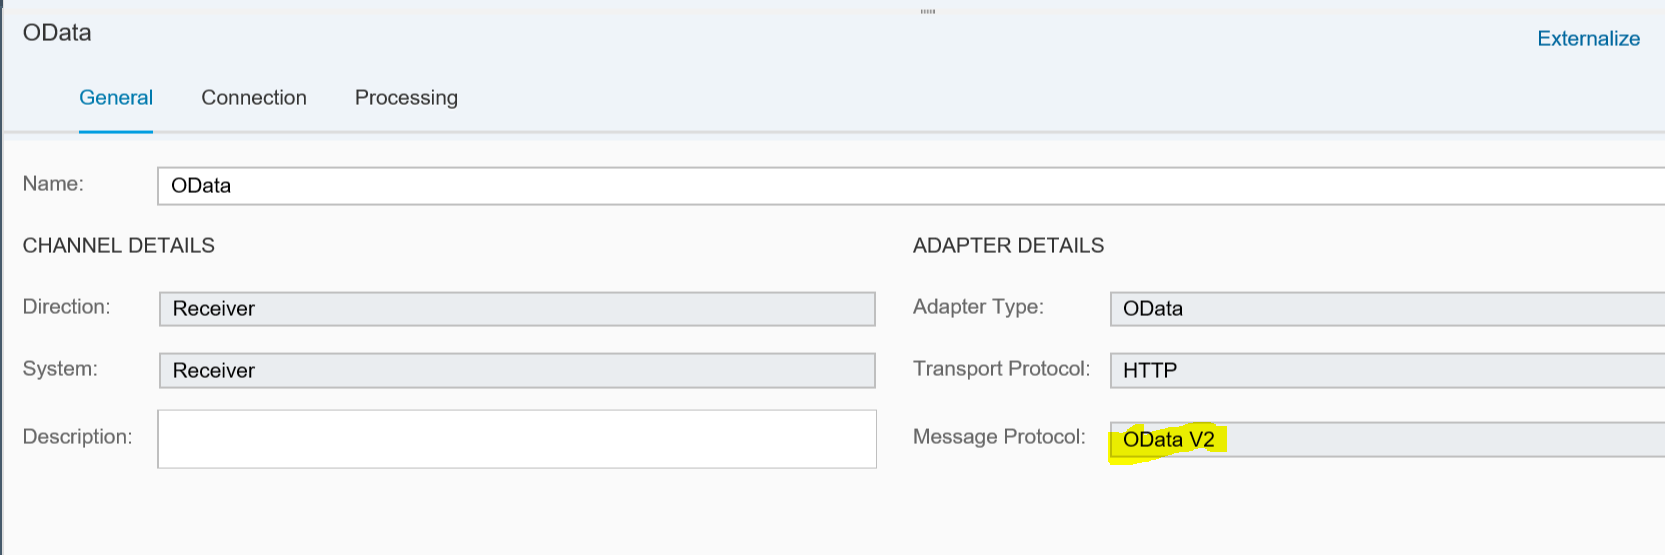 OData
Externalize
General Connection Processing
Name: OData
CHANNEL DETAILS
Direction: Receiver
System: Receiver
Description:
ADAPTER DETAILS
Adapter Type: OData
Transport Protocol: HTTP
Message Protocol: OData V2